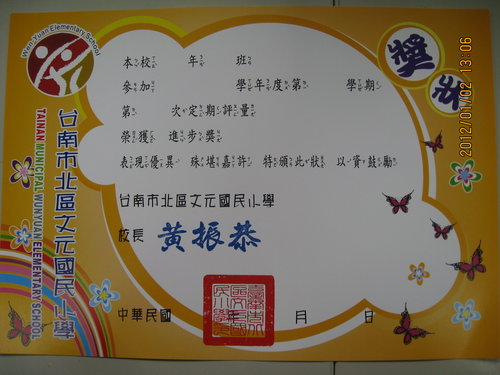 Wen-Yuan Elementary School
獎狀
2012/01/02 13:06
台南市北區文元國民小學
TAINAN MUNICIPAL WUNYUAN ELEMENTARY SCHOOL
本校 年 班
參加 學年度第 學期
第 次定期評量
榮獲 進步獎
表現優異 殊堪嘉許 特頒此狀 以資鼓勵
台南市北區文元國民小學
校長 黃振恭
中華民國 年 月 日